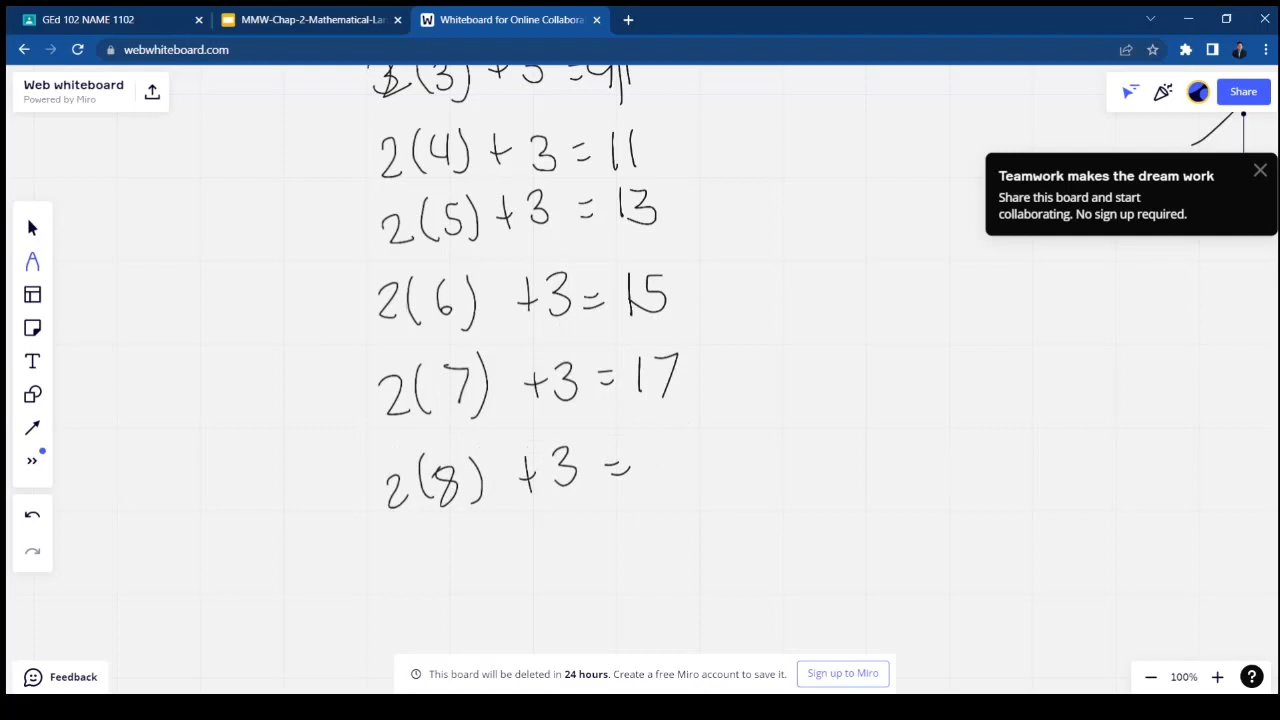 GEd 102 NAME 1102
MMW-Chap-2-Mathematical-Lar
Whiteboard for Online Collabora
webwhiteboard.com
Web whiteboard
Powered by Miro
Share
Teamwork makes the dream work
Share this board and start
collaborating. No sign up required.
(3) + 3 =
2(4) + 3 = 11
2(5) + 3 = 13
2(6) + 3 = 15
2(7) + 3 = 17
2(8) + 3 =
Feedback
This board will be deleted in 24 hours. Create a free Miro account to save it.
Sign up to Miro
100%